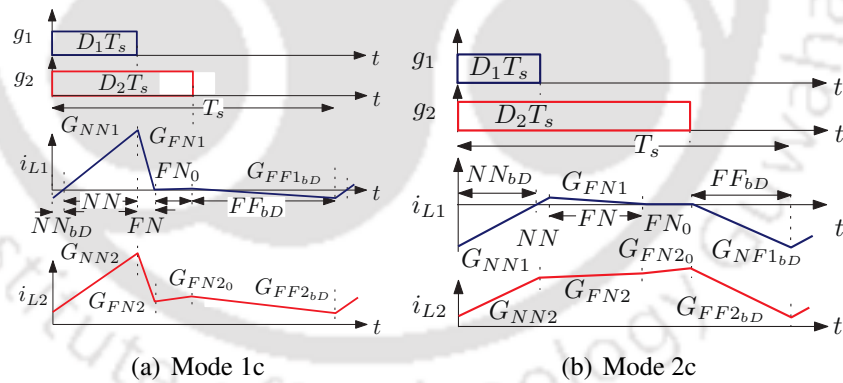 g1 D1Ts t
g2 D2Ts t
Ts
GNN1 GFN1
iL1 FN0 GFF1bD t
NN FFbD
NNbD FN
GNN2
iL2 GFN2 GFN20 GFF2bD t
(a) Mode 1c
g1 D1Ts t
g2 D2Ts t
Ts
NNbD GFN1 FFbD
iL1 t
FN FN0
GNN1 NN GNF1bD
GFN20
iL2 GNN2 GFN2 GFF2bD t
(b) Mode 2c